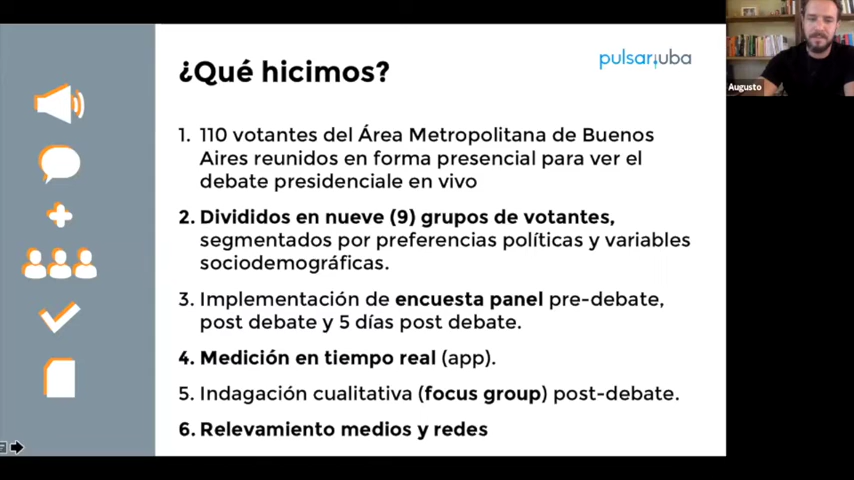 ¿Qué hicimos?
pulsar.uba
Augusto
1. 110 votantes del Área Metropolitana de Buenos
Aires reunidos en forma presencial para ver el
debate presidenciale en vivo
2. Divididos en nueve (9) grupos de votantes,
segmentados por preferencias políticas y variables
sociodemográficas.
3. Implementación de encuesta panel pre-debate,
post debate y 5 días post debate.
4. Medición en tiempo real (app).
5. Indagación cualitativa (focus group) post-debate.
6. Relevamiento medios y redes